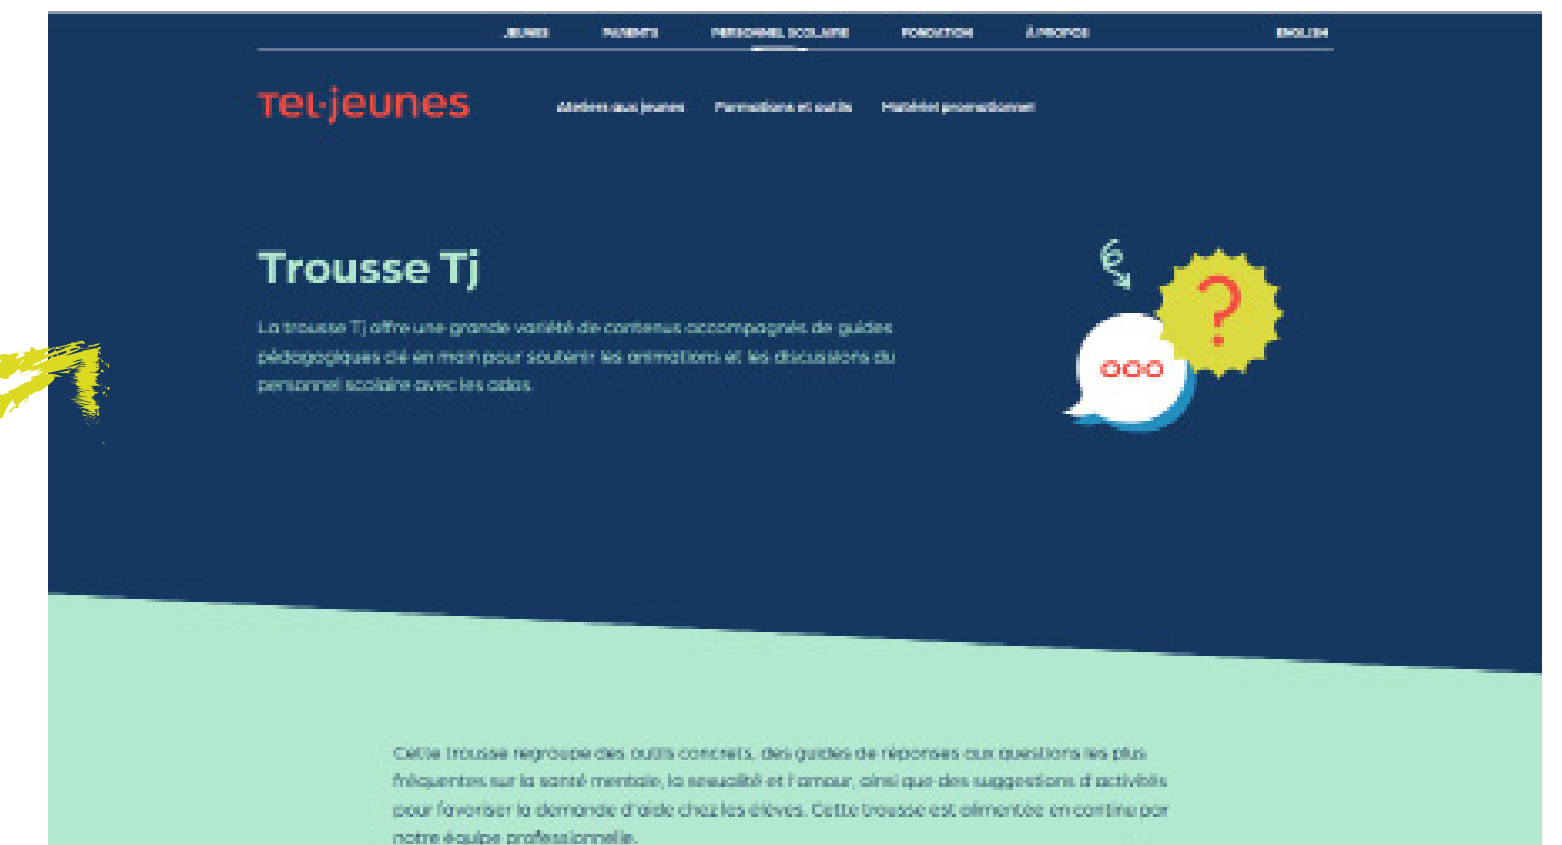 JEUNES PARENTS PERSONNEL SCOLAIRE FONDATION À PROPOS ENGLISH
Tel-jeunes Ateliers aux jeunes Formations et outils Matériel promotionnel
Trousse Tj
La trousse Tj offre une grande variété de contenus accompagnés de guides
pédagogiques clé en main pour soutenir les animations et les discussions du
personnel scolaire avec les ados.
?
Cette trousse regroupe des outils concrets, des guides de réponses aux questions les plus
fréquentes sur la santé mentale, la sexualité et l'amour, ainsi que des suggestions d'activités
pour favoriser la demande d'aide chez les élèves. Cette trousse est alimentée en continu par
notre équipe professionnelle.